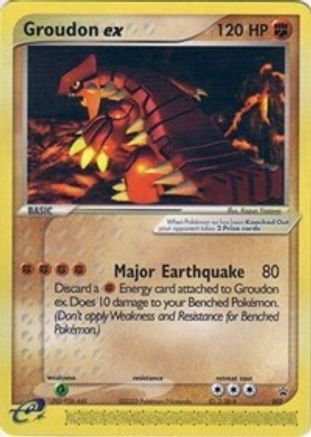 Groudon ex 120 HP
BASIC
When Pokémon-ex has been Knocked Out
your opponent takes 2 Prize cards
Major Earthquake 80
Discard a Energy card attached to Groudon
ex. Does 10 damage to your Benched Pokémon.
(Don't apply Weakness and Resistance for Benched
Pokémon.)
weakness resistance retreat cost
e